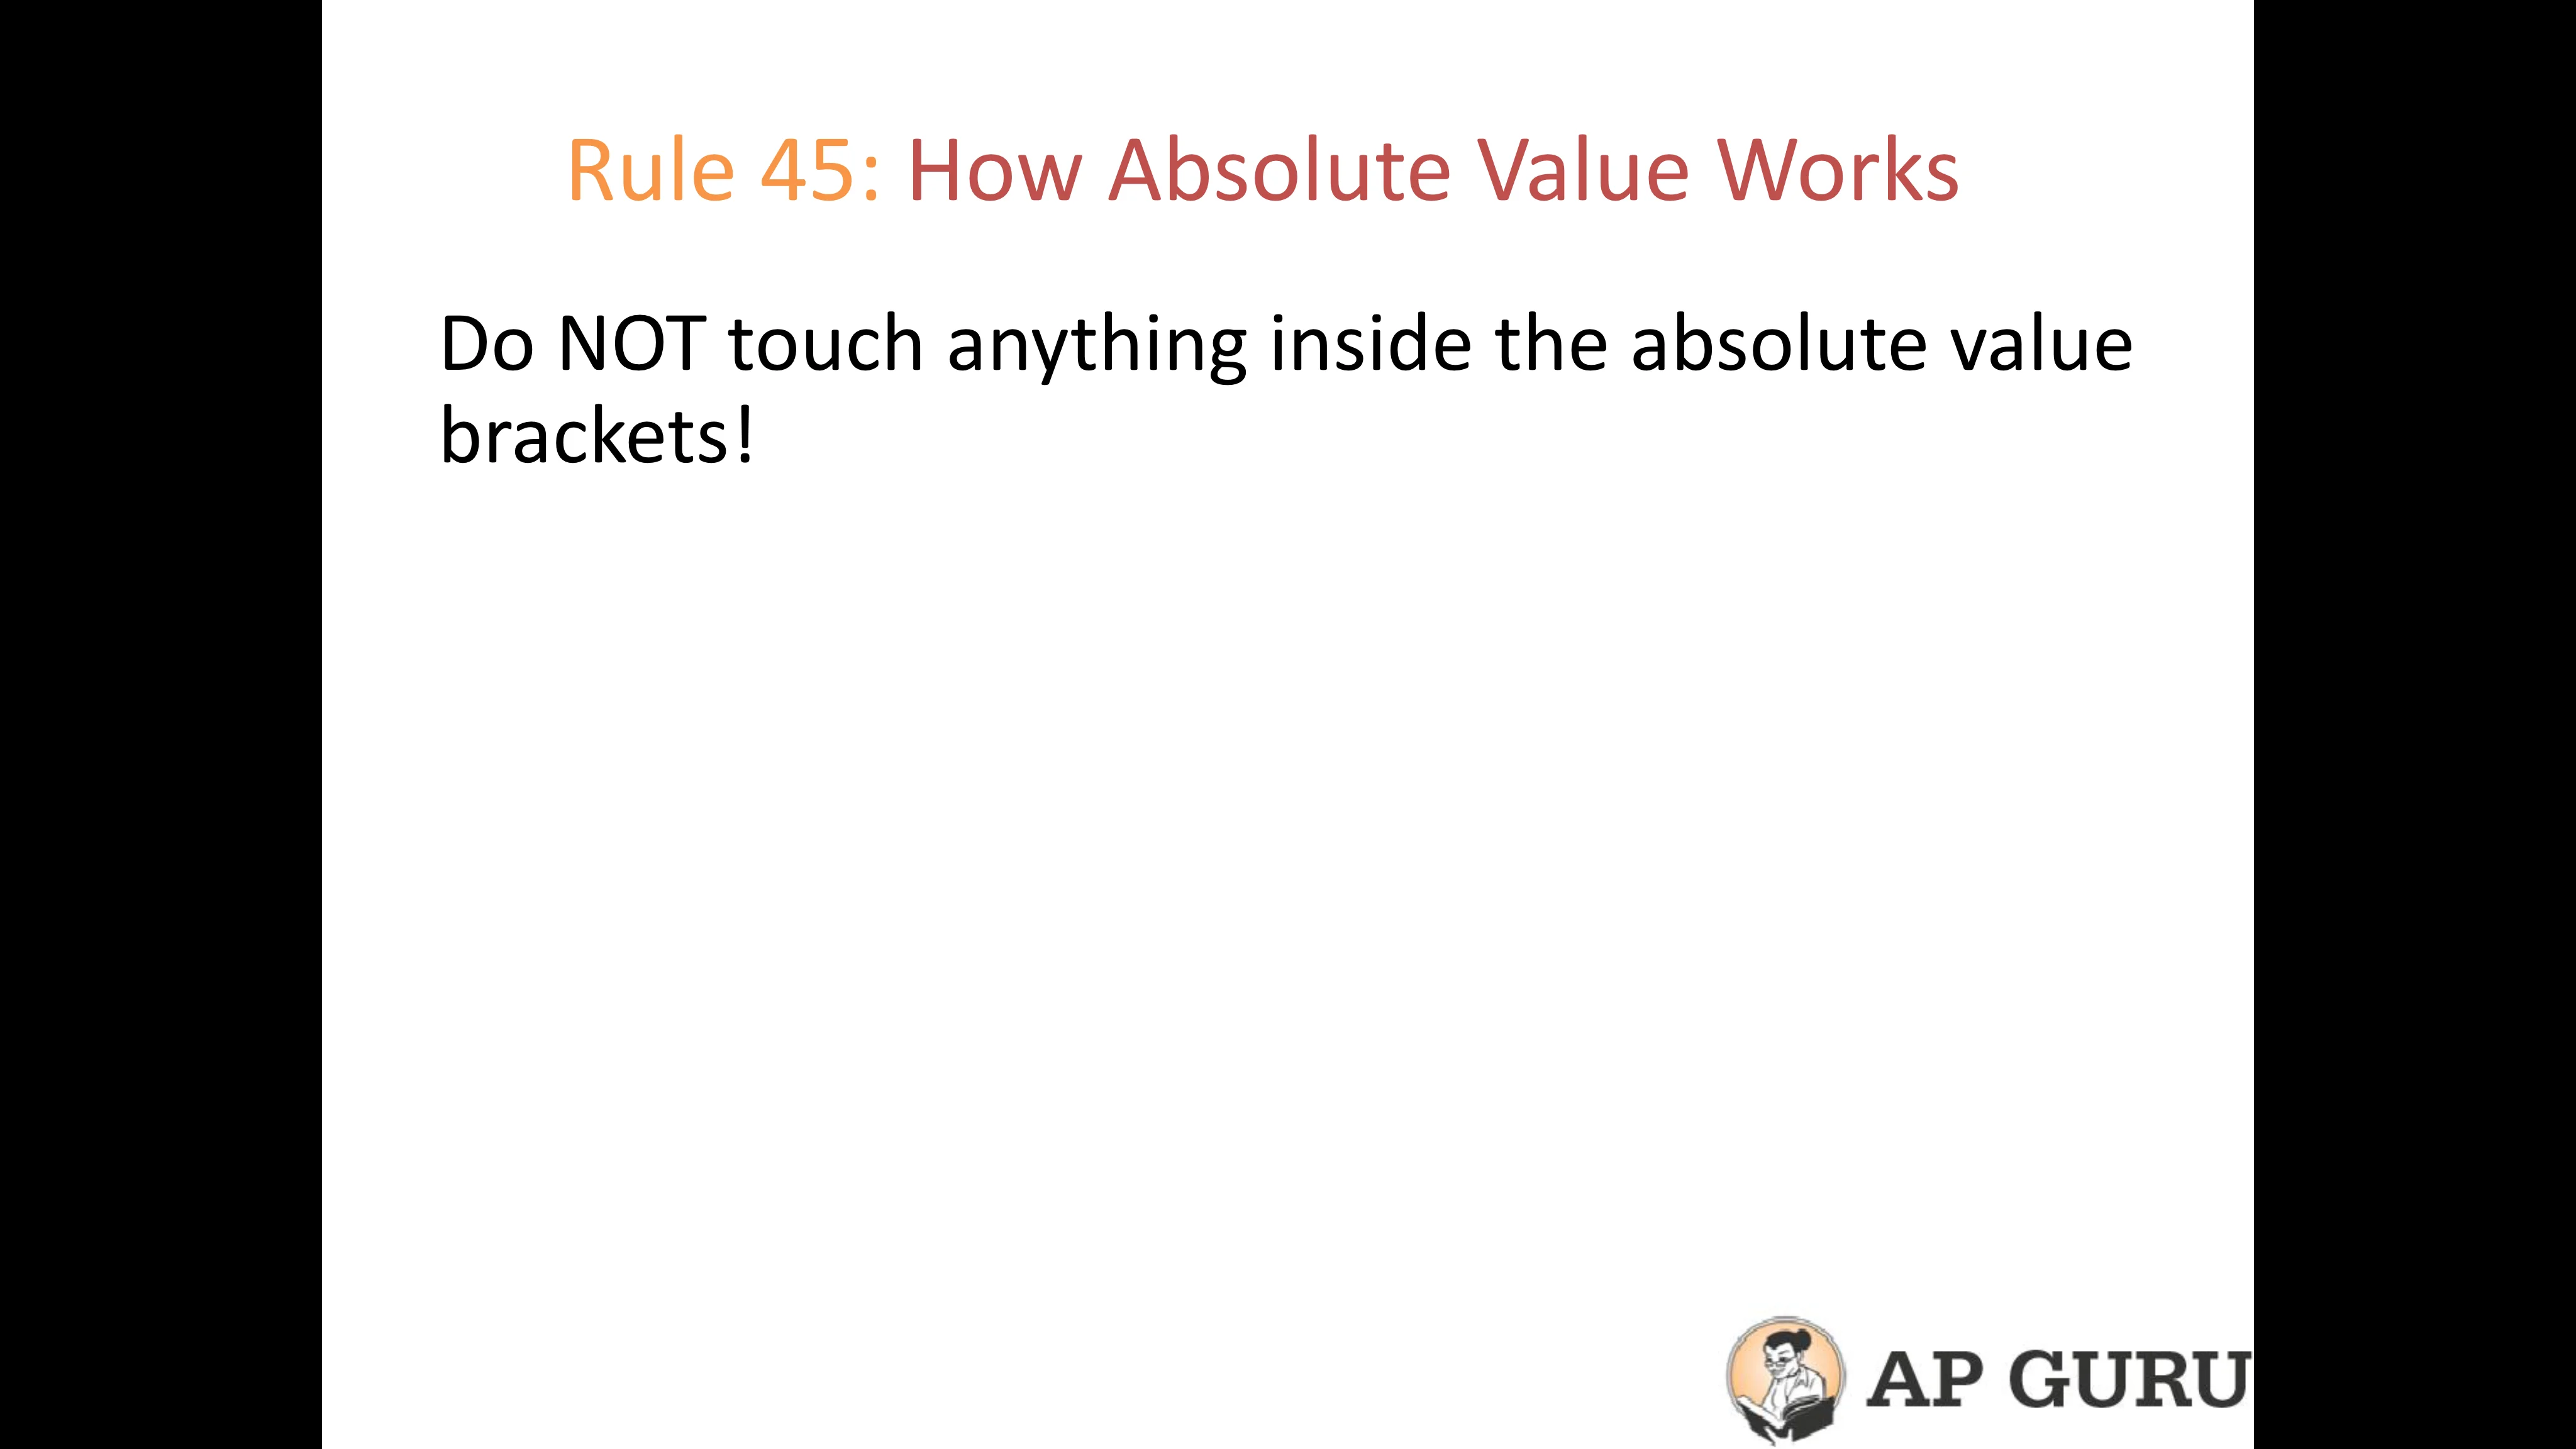 Rule 45: How Absolute Value Works
Do NOT touch anything inside the absolute value
brackets!
AP GURU